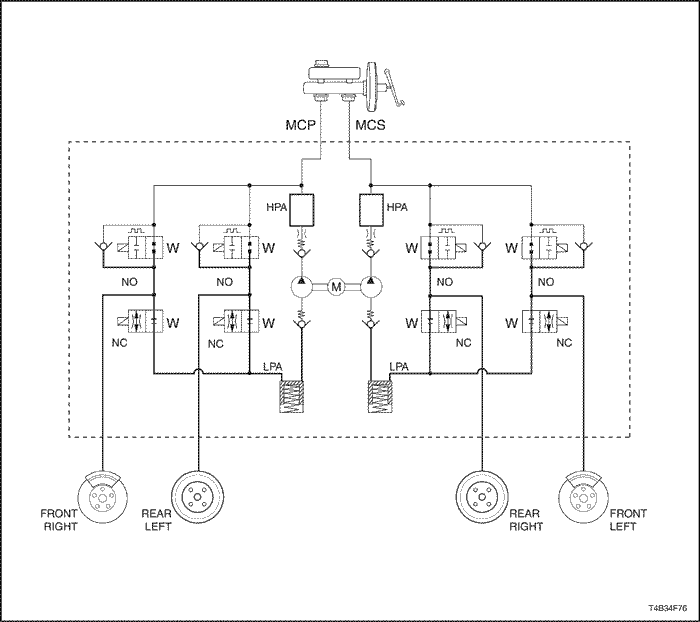 MCP MCS
HPA HPA
W W W W
NO NO NO NO
M
W W W W
NC NC NC NC
LPA LPA
FRONT RIGHT
REAR LEFT
REAR RIGHT
FRONT LEFT
T4B34F76